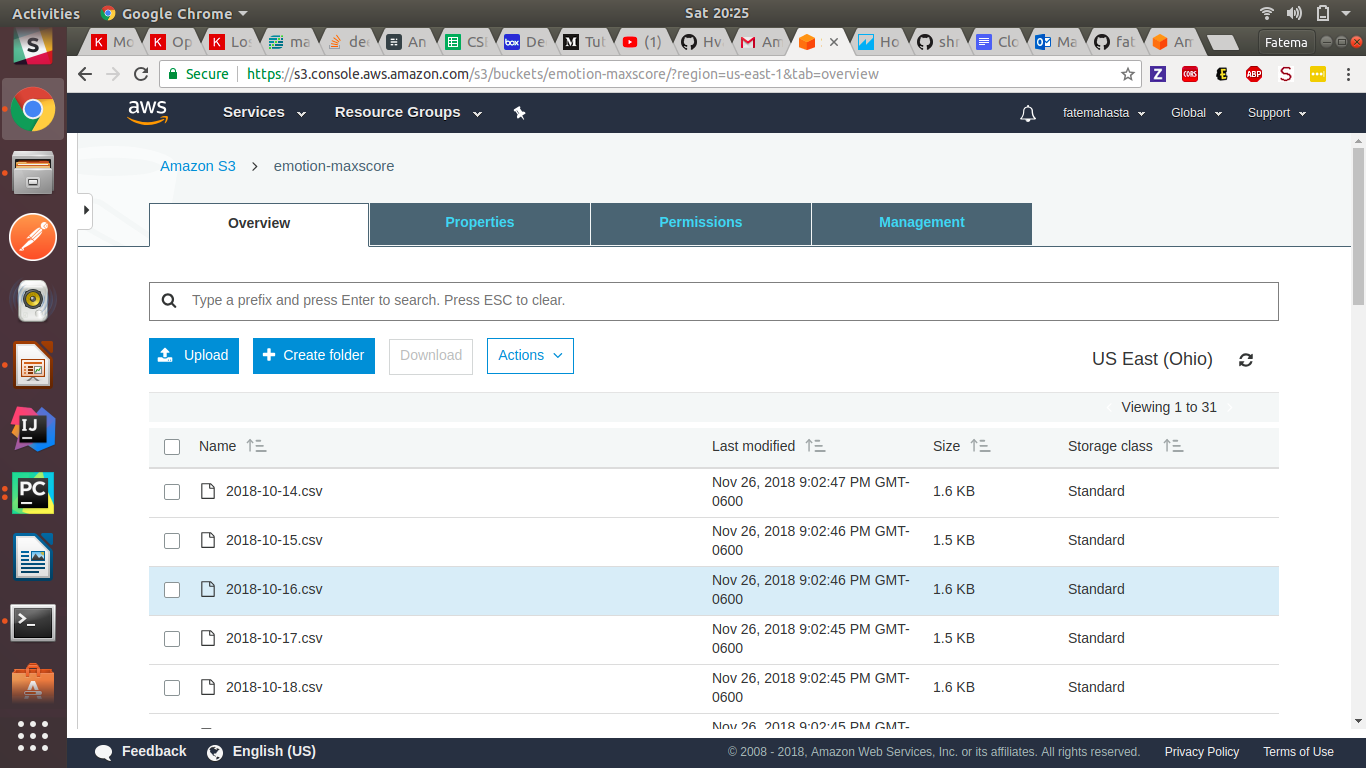 Activities Google Chrome Sat 20:25
Mo Op Los ma dec An CSE De Tut (1) Hv Am Ho shr Clo Ma fat Am Fatema
Secure https://s3.console.aws.amazon.com/s3/buckets/emotion-maxscore/?region=us-east-1&tab=overview
aws Services Resource Groups fatemahasta Global Support
Amazon S3 emotion-maxscore
Overview Properties Permissions Management
Type a prefix and press Enter to search. Press ESC to clear.
Upload Create folder Download Actions US East (Ohio)
Viewing 1 to 31
Name Last modified Size Storage class
2018-10-14.csv Nov 26, 2018 9:02:47 PM GMT-
0600 1.6 KB Standard
2018-10-15.csv Nov 26, 2018 9:02:46 PM GMT-
0600 1.5 KB Standard
2018-10-16.csv Nov 26, 2018 9:02:46 PM GMT-
0600 1.6 KB Standard
2018-10-17.csv Nov 26, 2018 9:02:45 PM GMT-
0600 1.5 KB Standard
2018-10-18.csv Nov 26, 2018 9:02:45 PM GMT-
0600 1.6 KB Standard
Nov 26, 2018 9:02:45 PM GMT-
Feedback English (US) © 2008 - 2018, Amazon Web Services, Inc. or its affiliates. All rights reserved. Privacy Policy Terms of Use